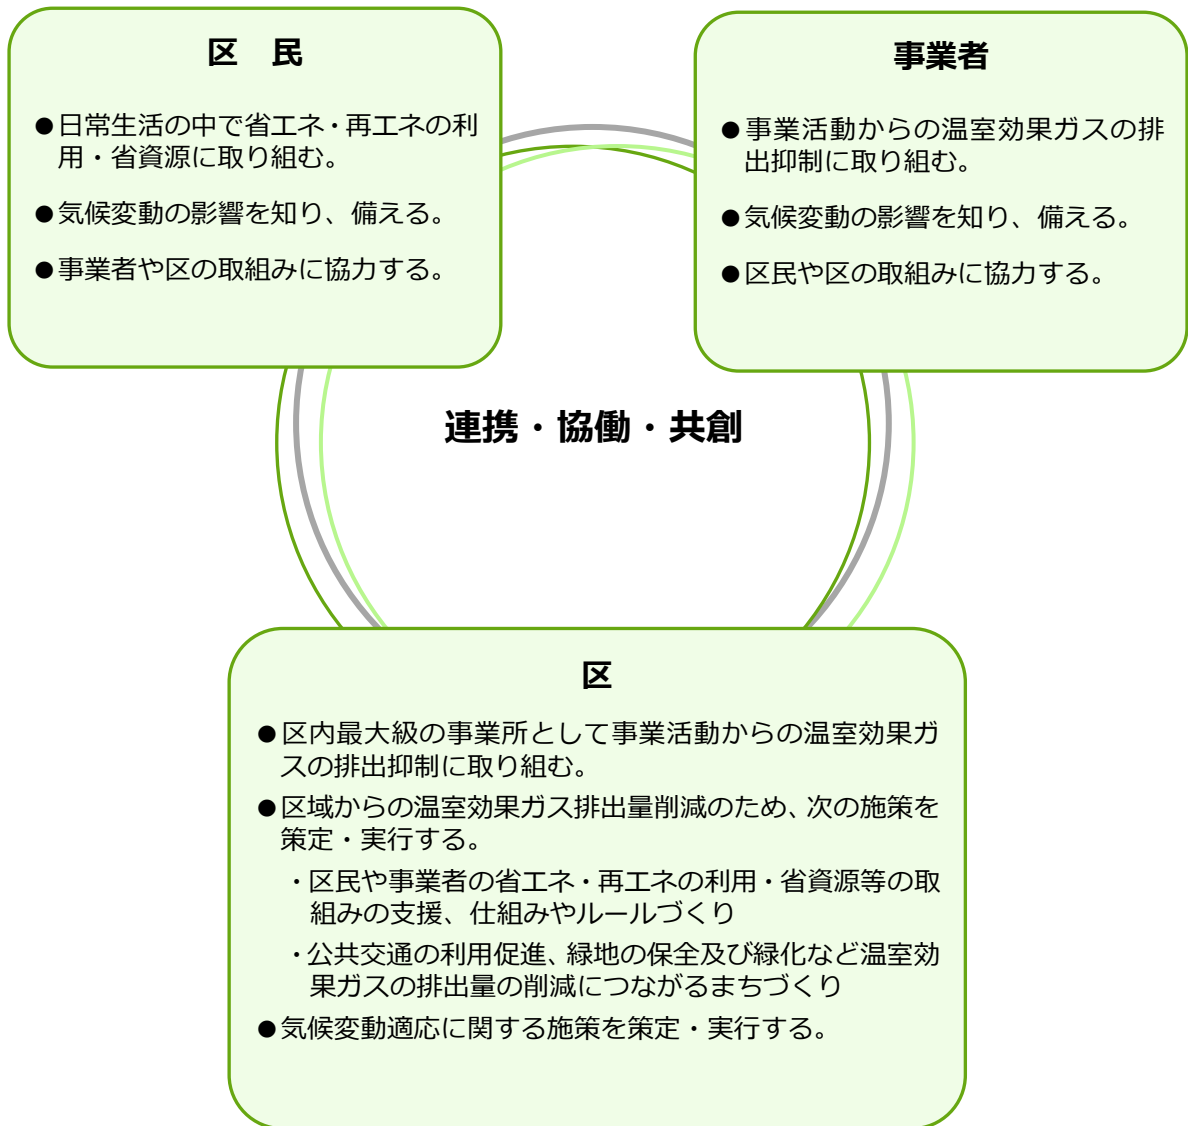 区　民
●日常生活の中で省エネ・再エネの利
用・省資源に取り組む。
●気候変動の影響を知り、備える。
●事業者や区の取組みに協力する。
事業者
●事業活動からの温室効果ガスの排
出抑制に取り組む。
●気候変動の影響を知り、備える。
●区民や区の取組みに協力する。
連携・協働・共創
区
●区内最大級の事業所として事業活動からの温室効果ガ
スの排出抑制に取り組む。
●区域からの温室効果ガス排出量削減のため、次の施策を
策定・実行する。
・区民や事業者の省エネ・再エネの利用・省資源等の取
組みの支援、仕組みやルールづくり
・公共交通の利用促進、緑地の保全及び緑化など温室効
果ガスの排出量の削減につながるまちづくり
●気候変動適応に関する施策を策定・実行する。